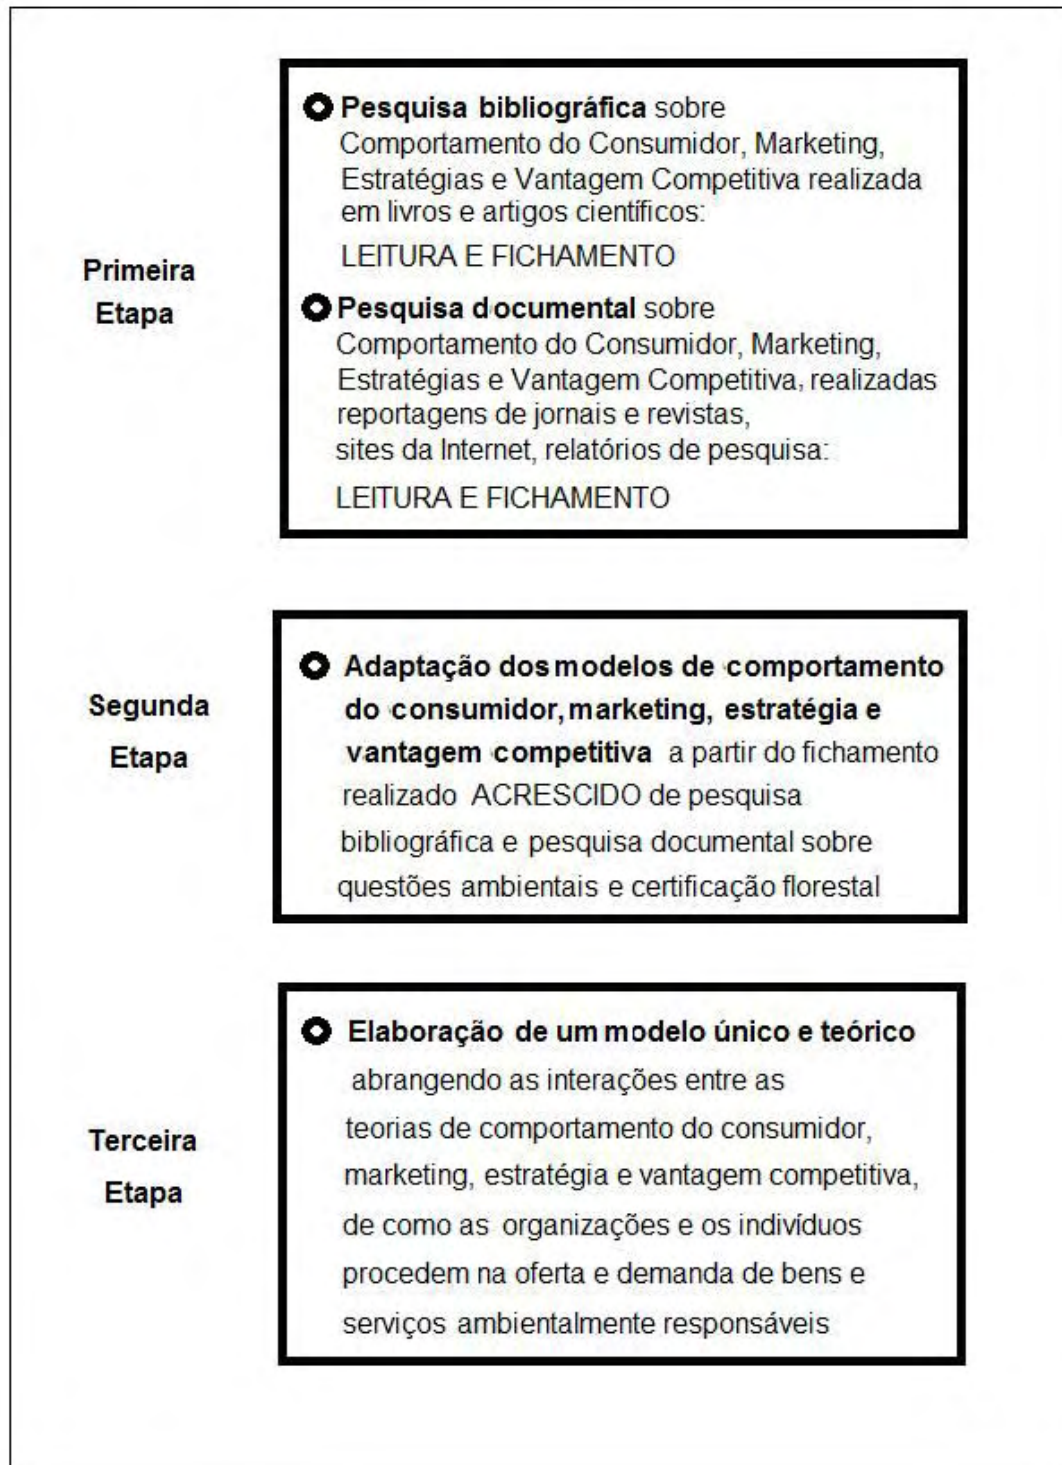 Primeira
Etapa
Pesquisa bibliográfica sobre
Comportamento do Consumidor, Marketing,
Estratégias e Vantagem Competitiva realizada
em livros e artigos científicos:
LEITURA E FICHAMENTO
Pesquisa documental sobre
Comportamento do Consumidor, Marketing,
Estratégias e Vantagem Competitiva, realizadas
reportagens de jornais e revistas,
sites da Internet, relatórios de pesquisa:
LEITURA E FICHAMENTO
Segunda
Etapa
Adaptação dos modelos de comportamento
do consumidor, marketing, estratégia e
vantagem competitiva a partir do fichamento
realizado ACRESCIDO de pesquisa
bibliográfica e pesquisa documental sobre
questões ambientais e certificação florestal
Terceira
Etapa
Elaboração de um modelo único e teórico
abrangendo as interações entre as
teorias de comportamento do consumidor,
marketing, estratégia e vantagem competitiva,
de como as organizações e os indivíduos
procedem na oferta e demanda de bens e
serviços ambientalmente responsáveis